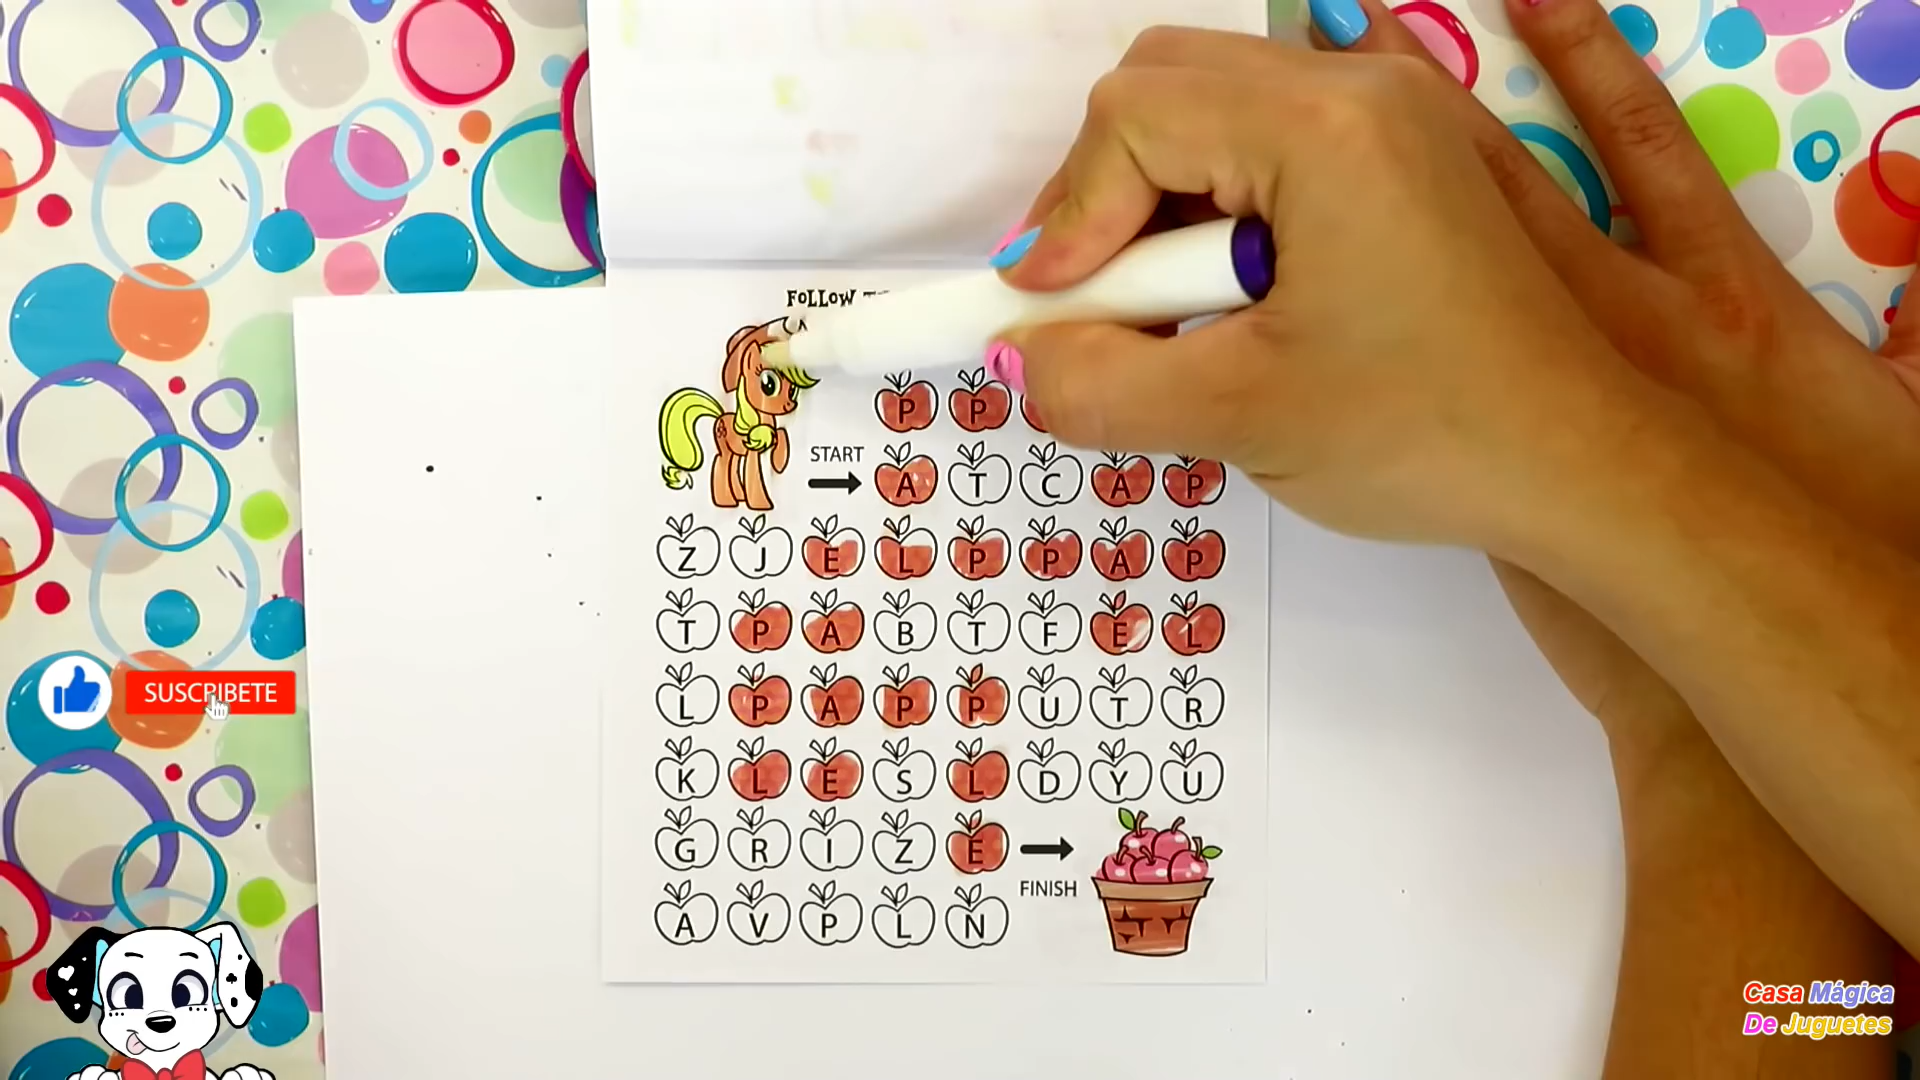 FOLLOW
P P
START
A T C A P
Z J E L P P A P
T P A B T F E L
L P A P P U T R
K L E S L D Y U
G R I Z E
FINISH
A V P L N
SUSCRIBETE
Casa Mágica
De Juguetes